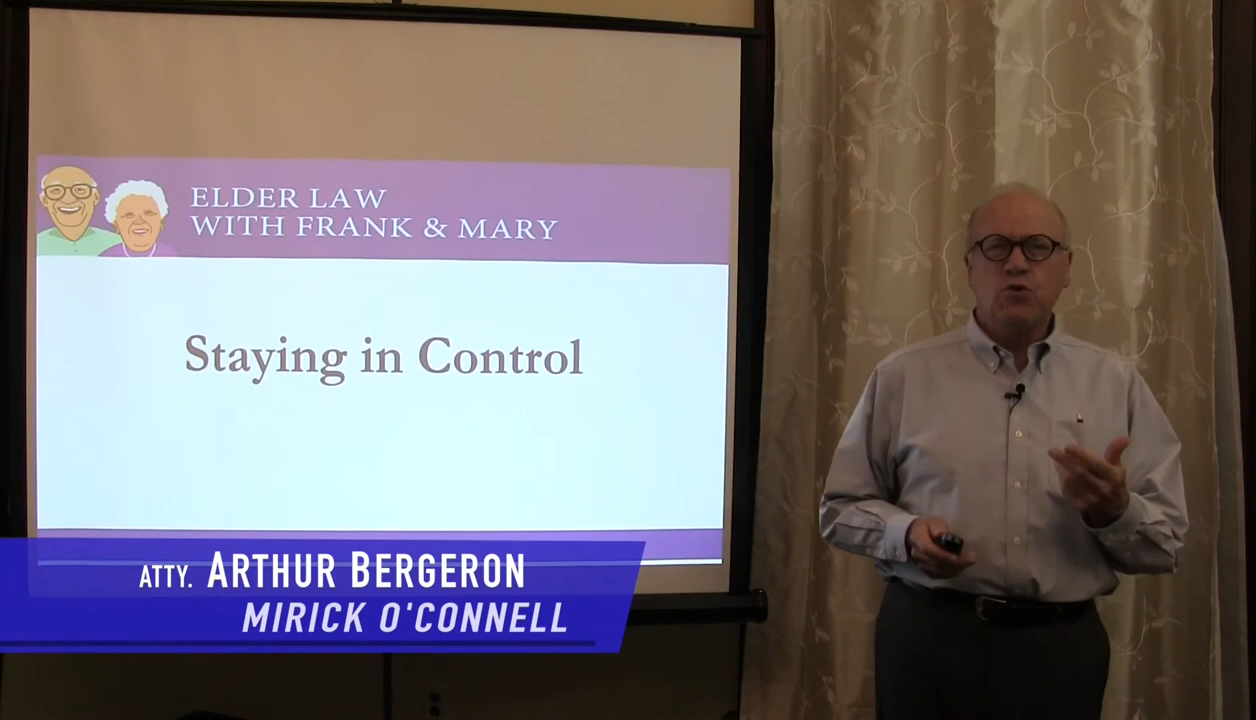 ELDER LAW
WITH FRANK & MARY
Staying in Control
ATTY. ARTHUR BERGERON
MIRICK O'CONNELL